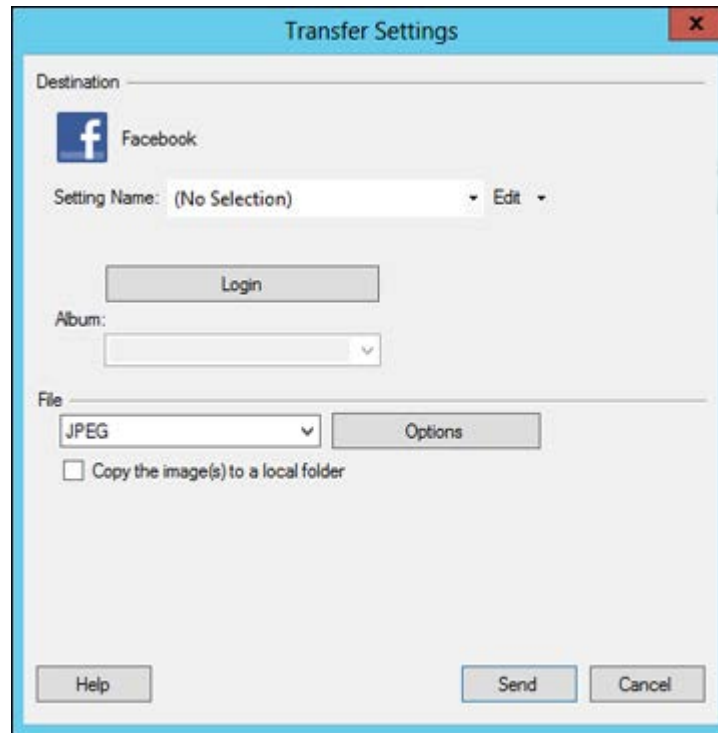 Transfer Settings
x
Destination
f Facebook
Setting Name: (No Selection) Edit
Login
Album:
File
JPEG Options
Copy the image(s) to a local folder
Help Send Cancel